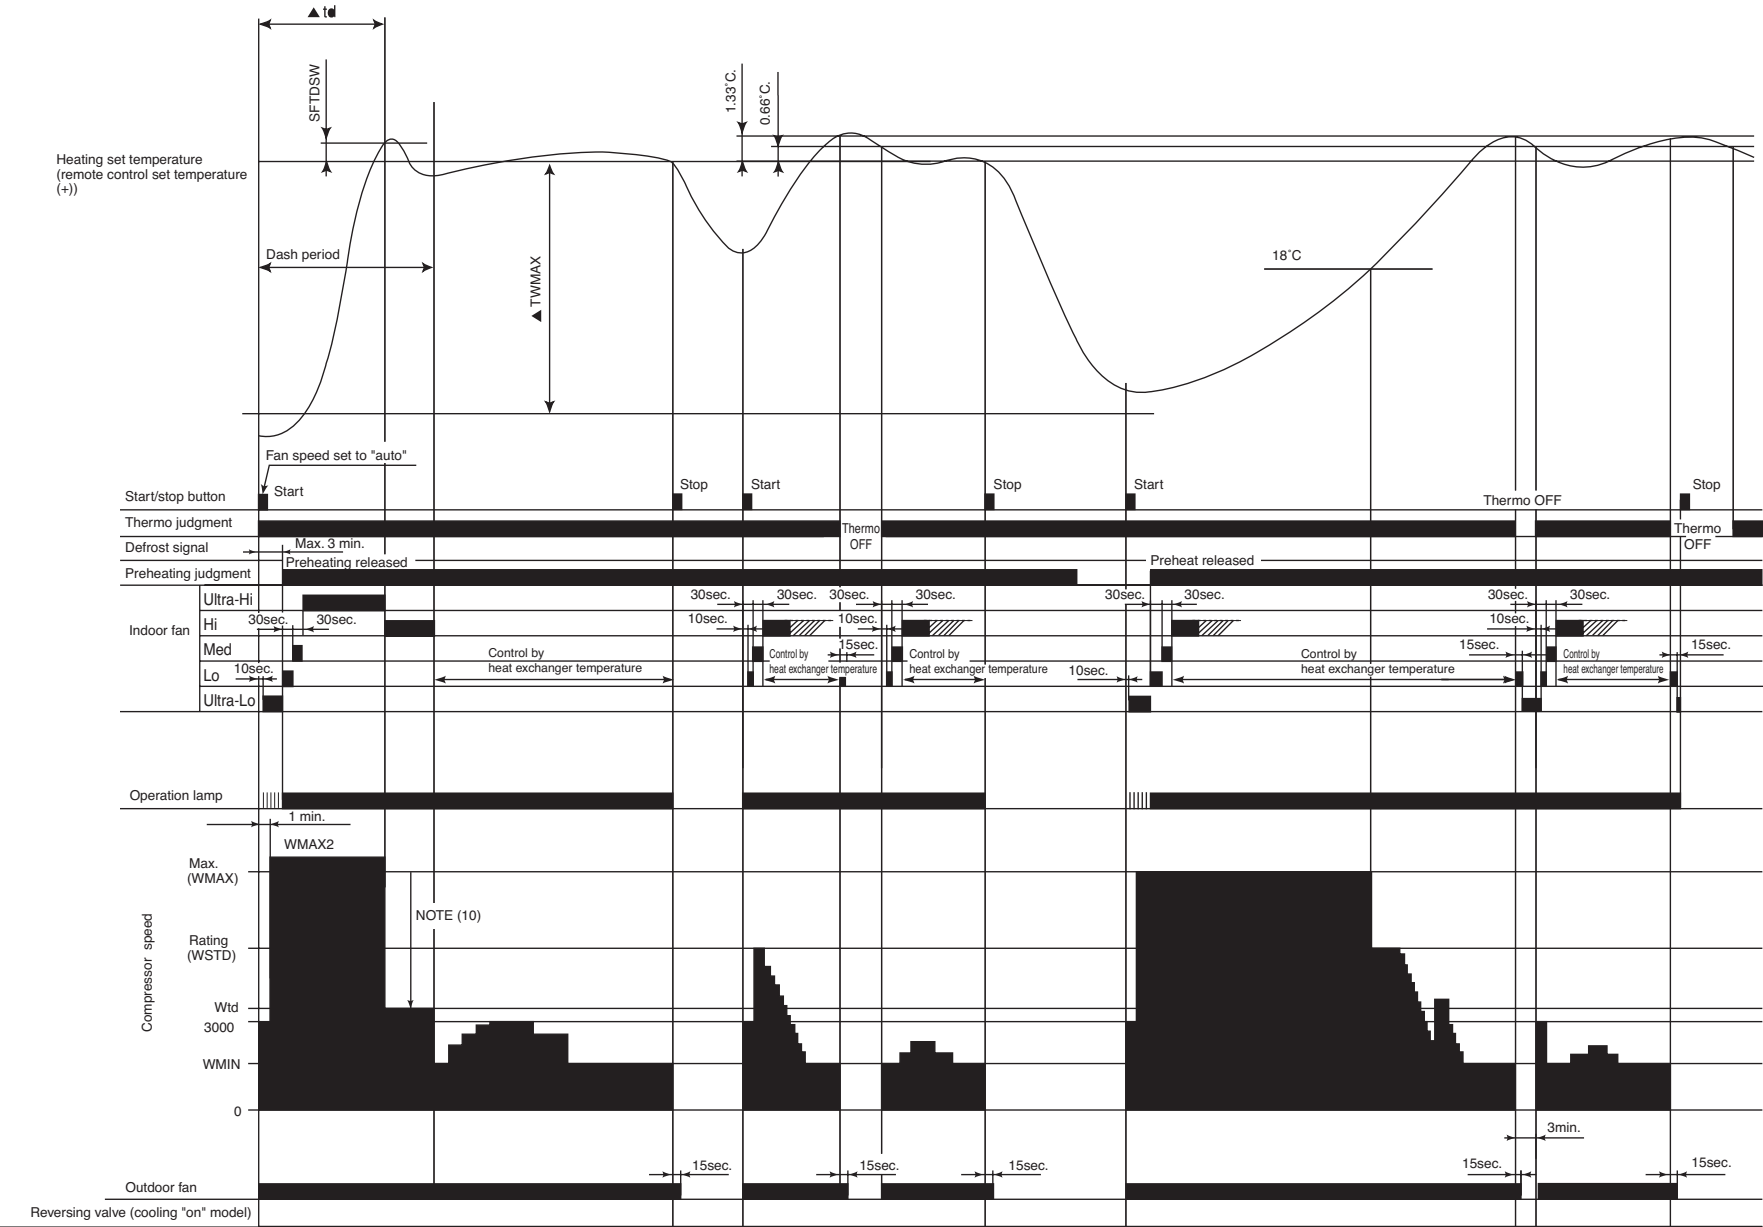 ▲ td
SFTDSW
1.33˚C.
0.66˚C.
Heating set temperature
(remote control set temperature
(+))
Dash period
▲ TWMAX
18˚C
Fan speed set to "auto"
Start/stop button
Start
Stop
Start
Stop
Start
Thermo OFF
Stop
Thermo judgment
Thermo
OFF
Thermo
OFF
Defrost signal
Max. 3 min.
Preheating released
Preheat released
Preheating judgment
Indoor fan
Ultra-Hi
30sec.
30sec.
30sec.
30sec.
30sec.
30sec.
30sec.
30sec.
Hi
30sec.
30sec.
10sec.
10sec.
10sec.
Med
Control by
heat exchanger temperature
Control by
heat exchanger temperature
15sec.
Control by
heat exchanger temperature
Control by
heat exchanger temperature
15sec.
Control by
heat exchanger temperature
15sec.
Lo
10sec.
10sec.
Ultra-Lo
Operation lamp
1 min.
WMAX2
Compressor speed
Max.
(WMAX)
NOTE (10)
Rating
(WSTD)
Wtd
3000
WMIN
0
3min.
15sec.
15sec.
15sec.
15sec.
15sec.
Outdoor fan
Reversing valve (cooling "on" model)